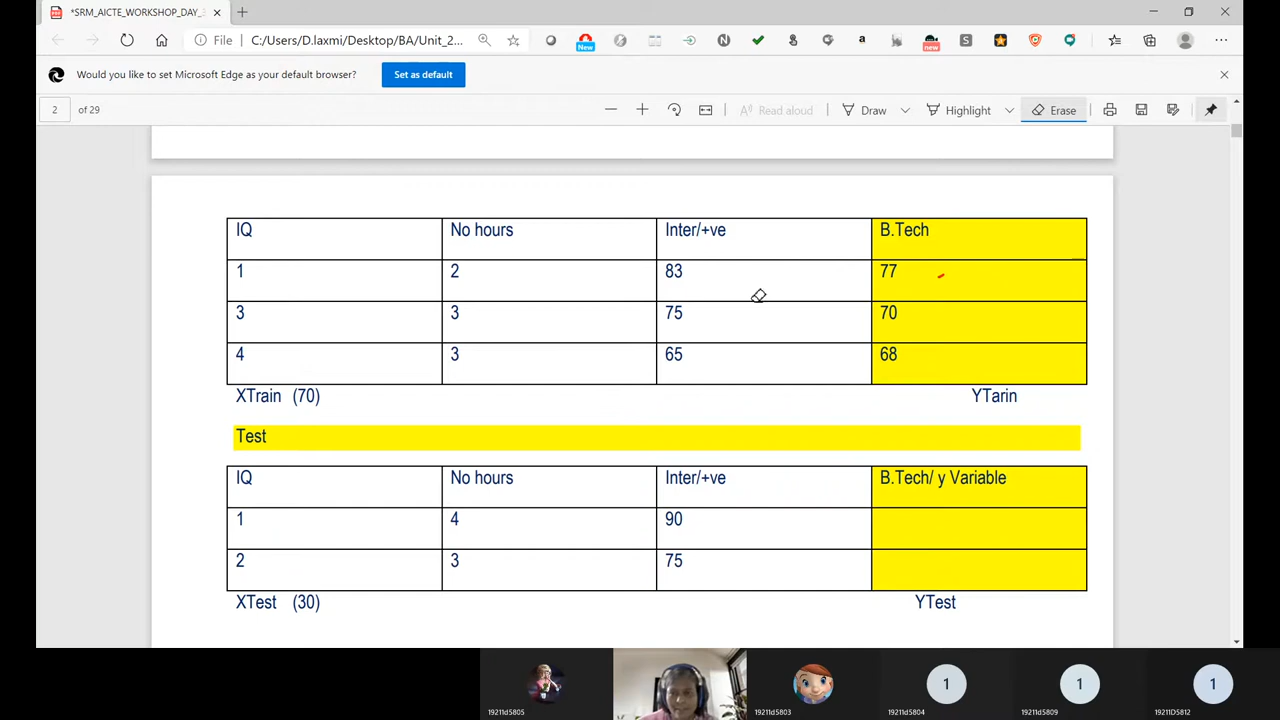 *SRM_AICTE_WORKSHOP_DAY_
File
C:/Users/D.laxmi/Desktop/BA/Unit_2...
New
N
a
new
S
Would you like to set Microsoft Edge as your default browser?
Set as default
2 of 29
Read aloud
Draw
Highlight
Erase
IQ No hours Inter/+ve B.Tech
1 2 83 77
3 3 75 70
4 3 65 68
XTrain (70) YTarin
Test
IQ No hours Inter/+ve B.Tech/ y Variable
1 4 90
2 3 75
XTest (30) YTest
1 1 1
19211d5805 19211d5803 19211d5804 19211d5809 19211D5812